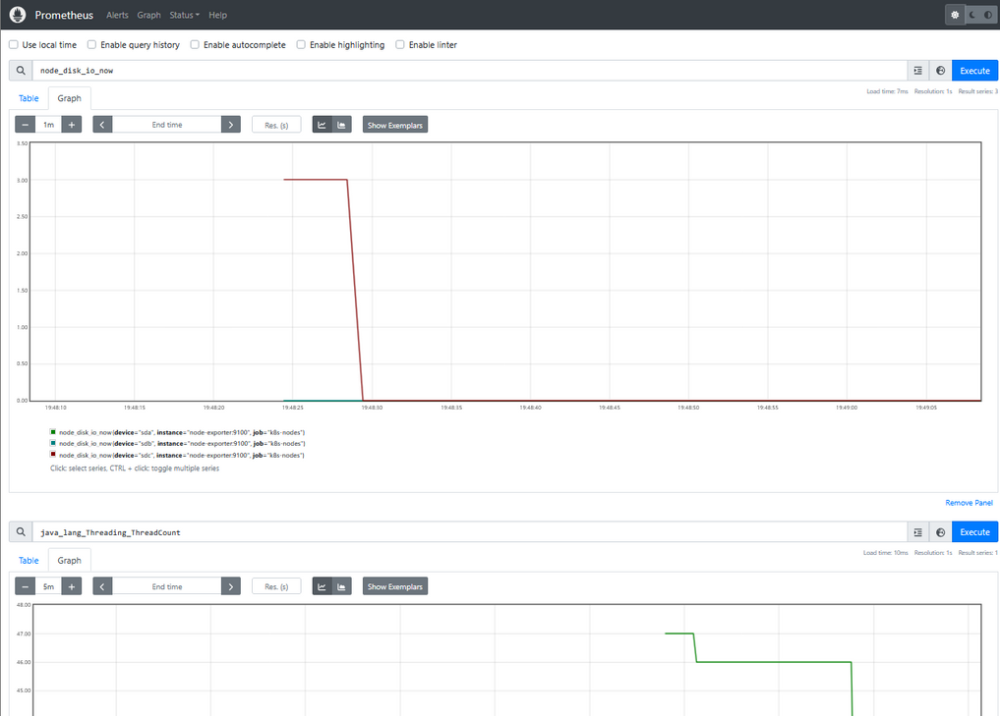 Prometheus Alerts Graph Status Help
Use local time Enable query history Enable autocomplete Enable highlighting Enable linter
node_disk_io_now Execute
Load time: 7ms Resolution: 1s Result series: 3
Table Graph
− 1m + End time Res. (s) Show Exemplars
3.50
3.00
2.50
2.00
1.50
1.00
0.50
0.00
19:48:10 19:48:15 19:48:20 19:48:25 19:48:30 19:48:35 19:48:40 19:48:45 19:48:50 19:48:55 19:49:00 19:49:05
node_disk_io_now{device="sda", instance="node-exporter:9100", job="k8s-nodes"}
node_disk_io_now{device="sdb", instance="node-exporter:9100", job="k8s-nodes"}
node_disk_io_now{device="sdc", instance="node-exporter:9100", job="k8s-nodes"}
Click: select series, CTRL + click: toggle multiple series
Remove Panel
java_lang_Threading_ThreadCount Execute
Load time: 10ms Resolution: 1s Result series: 1
Table Graph
− 5m + End time Res. (s) Show Exemplars
48.00
47.00
46.00
45.00